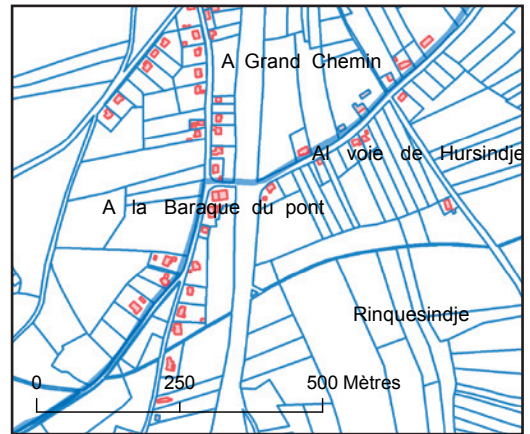 A Grand Chemin
Al voie de Hursindje
A la Baraque du pont
Rinquesindje
0 250 500 Mètres